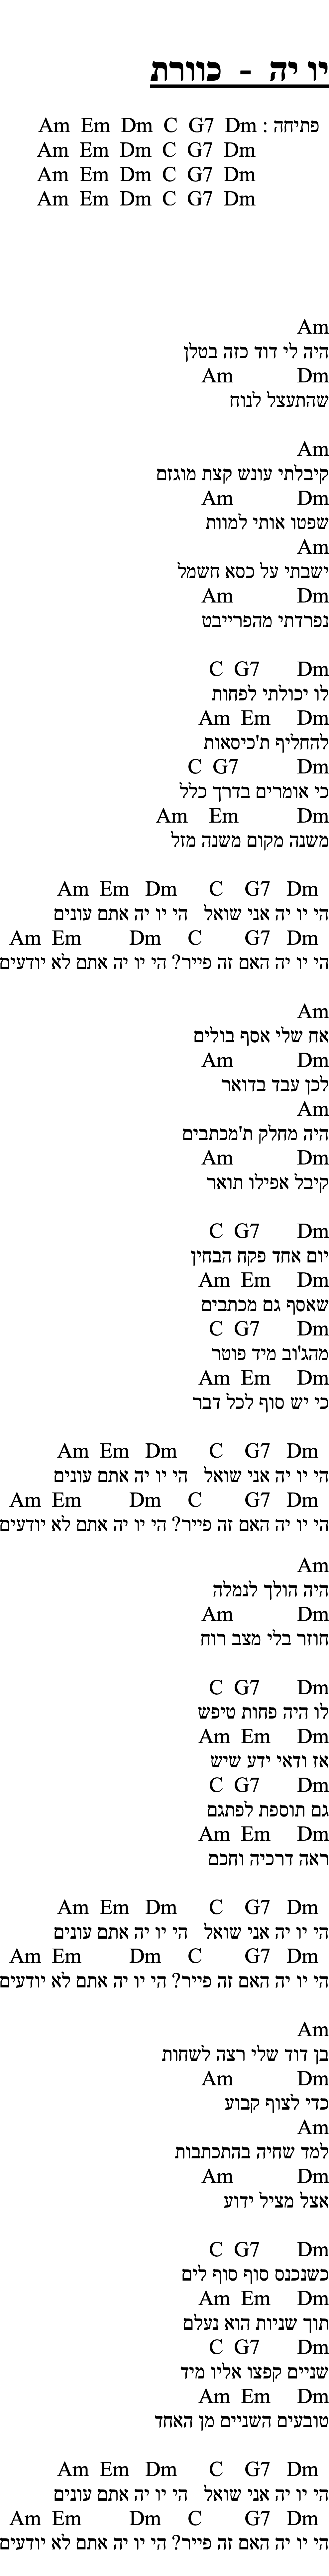 יו יה - כוורת
פתיחה : Am Em Dm C G7 Dm
Am Em Dm C G7 Dm
Am Em Dm C G7 Dm
Am Em Dm C G7 Dm
Am
היה לי דוד כזה בטלן
Am Dm
שהתעצל לנוח
Am
קיבלתי עונש קצת מוגזם
Am Dm
שפטו אותי למוות
Am
ישבתי על כסא חשמל
Am Dm
נפרדתי מהפרייבט
C G7 Dm
לו יכולתי לפחות
Am Em Dm
להחליף ת'כיסאות
C G7 Dm
כי אומרים בדרך כלל
Am Em Dm
משנה מקום משנה מזל
Am Em Dm C G7 Dm
הי יו יה אני שואל הי יו יה אתם עונים
Am Em Dm C G7 Dm
הי יו יה האם זה פייר? הי יו יה אתם לא יודעים
Am
אח שלי אסף בולים
Am Dm
לכן עבד בדואר
Am
היה מחלק ת'מכתבים
Am Dm
קיבל אפילו תואר
C G7 Dm
יום אחד פקח הבחין
Am Em Dm
שאסף גם מכתבים
C G7 Dm
מהג'וב מיד פוטר
Am Em Dm
כי יש סוף לכל דבר
Am Em Dm C G7 Dm
הי יו יה אני שואל הי יו יה אתם עונים
Am Em Dm C G7 Dm
הי יו יה האם זה פייר? הי יו יה אתם לא יודעים
Am
היה הולך לנמלה
Am Dm
חוזר בלי מצב רוח
C G7 Dm
לו היה פחות טיפש
Am Em Dm
אז ודאי ידע שיש
C G7 Dm
גם תוספת לפתגם
Am Em Dm
ראה דרכיה וחכם
Am Em Dm C G7 Dm
הי יו יה אני שואל הי יו יה אתם עונים
Am Em Dm C G7 Dm
הי יו יה האם זה פייר? הי יו יה אתם לא יודעים
Am
בן דוד שלי רצה לשחות
Am Dm
כדי לצוף קבוע
Am
למד שחיה בהתכתבות
Am Dm
אצל מציל ידוע
C G7 Dm
כשנכנס סוף סוף לים
Am Em Dm
תוך שניות הוא נעלם
C G7 Dm
שניים קפצו אליו מיד
Am Em Dm
טובעים השניים מן האחד
Am Em Dm C G7 Dm
הי יו יה אני שואל הי יו יה אתם עונים
Am Em Dm C G7 Dm
הי יו יה האם זה פייר? הי יו יה אתם לא יודעים